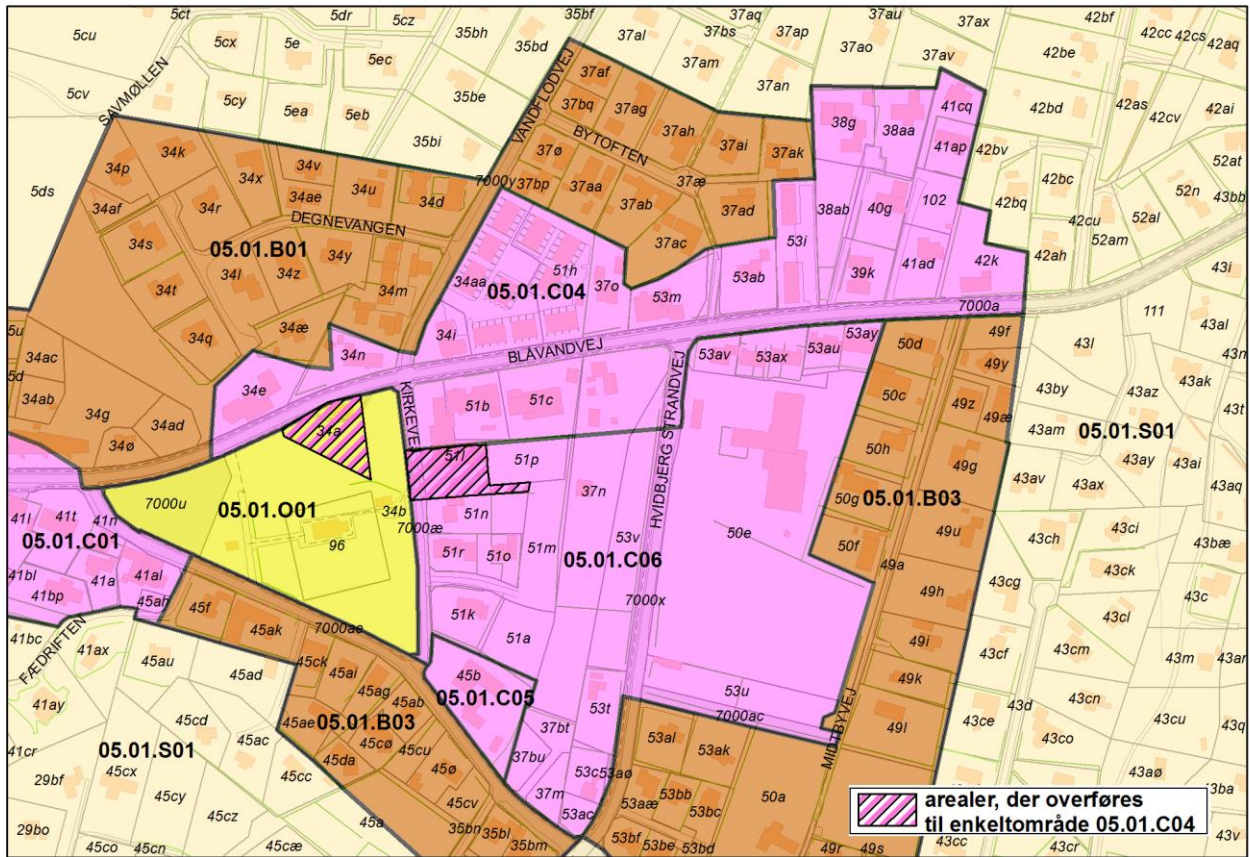 5ct
5dr
5cz
35bf
37aq
37au
42bf
42cc
42cs
5cu
5cx
5e
35bh
35bd
37al
37bs
37ap
37ao
37ax
42be
42aq
5ec
37am
37av
5cv
SAVMØLLEN
5cy
5ea
5eb
35be
VANDFLODVEJ
37af
37an
41cq
42bd
42as
42cv
42ai
37bq
37ag
38g
38aa
35bi
37ah
BYTOFTEN
37ai
37ak
41ap
42bv
34k
34p
34v
37ø
52at
5ds
34x
34u
7000y
37bp
37aa
37æ
42bc
52n
43bb
34af
34r
34ae
34d
37ab
37ad
38ab
40g
102
42bq
42cu
52al
DEGNEVANGEN
34s
05.01.B01
34y
37ac
53i
52am
34l
34z
51h
37o
53ab
39k
41ad
42k
42ah
43i
34t
34m
34aa
05.01.C04
53m
7000a
34æ
34i
111
43al
5u
34ac
34q
34n
BLÅVANDVEJ
53ay
49f
43l
43n
5d
53av
53ax
53au
50d
49y
34ab
34e
KIRKEVEJ
51b
51c
HVIDBJERG STRANDVEJ
50c
49z
49æ
43by
43az
43ak
43t
34g
34ad
34a
43am
05.01.S01
34ø
51i
51p
50h
49g
43ay
43ai
43av
43ax
43aq
7000u
05.01.O01
34b
37n
50g
05.01.B03
41l
41t
41n
7000æ
51n
50e
49u
43ci
43bæ
05.01.C01
96
51r
51o
51m
05.01.C06
53v
50f
43ch
41bl
41a
41al
49a
43ck
41bp
45ah
7000x
49h
43cg
43c
FÆDRIFTEN
45f
51k
43cl
41bc
41ax
45ak
7000ae
51a
49i
43cf
43cm
43m
43ar
45au
45ad
45ck
45ai
45b
49k
45ag
05.01.C05
53u
43d
43cn
41ay
45ab
53t
7000ac
43ce
43cu
43q
45cd
45ae
05.01.B03
37bt
MIDTBYVEJ
49l
43co
05.01.S01
45ac
45cø
45cu
53al
53ak
41cr
45cx
45da
45ø
37bu
53c
53aø
43aø
29bf
45cc
53bb
43ba
45cy
45cv
37m
53aæ
53bc
50a
arealer, der overføres
til enkeltområde 05.01.C04
29bo
45cz
45a
35bn
35bl
53ac
53bf
43v
45co
45cn
45cæ
35bm
53be
53bd
49r
49s
43cc
43cr